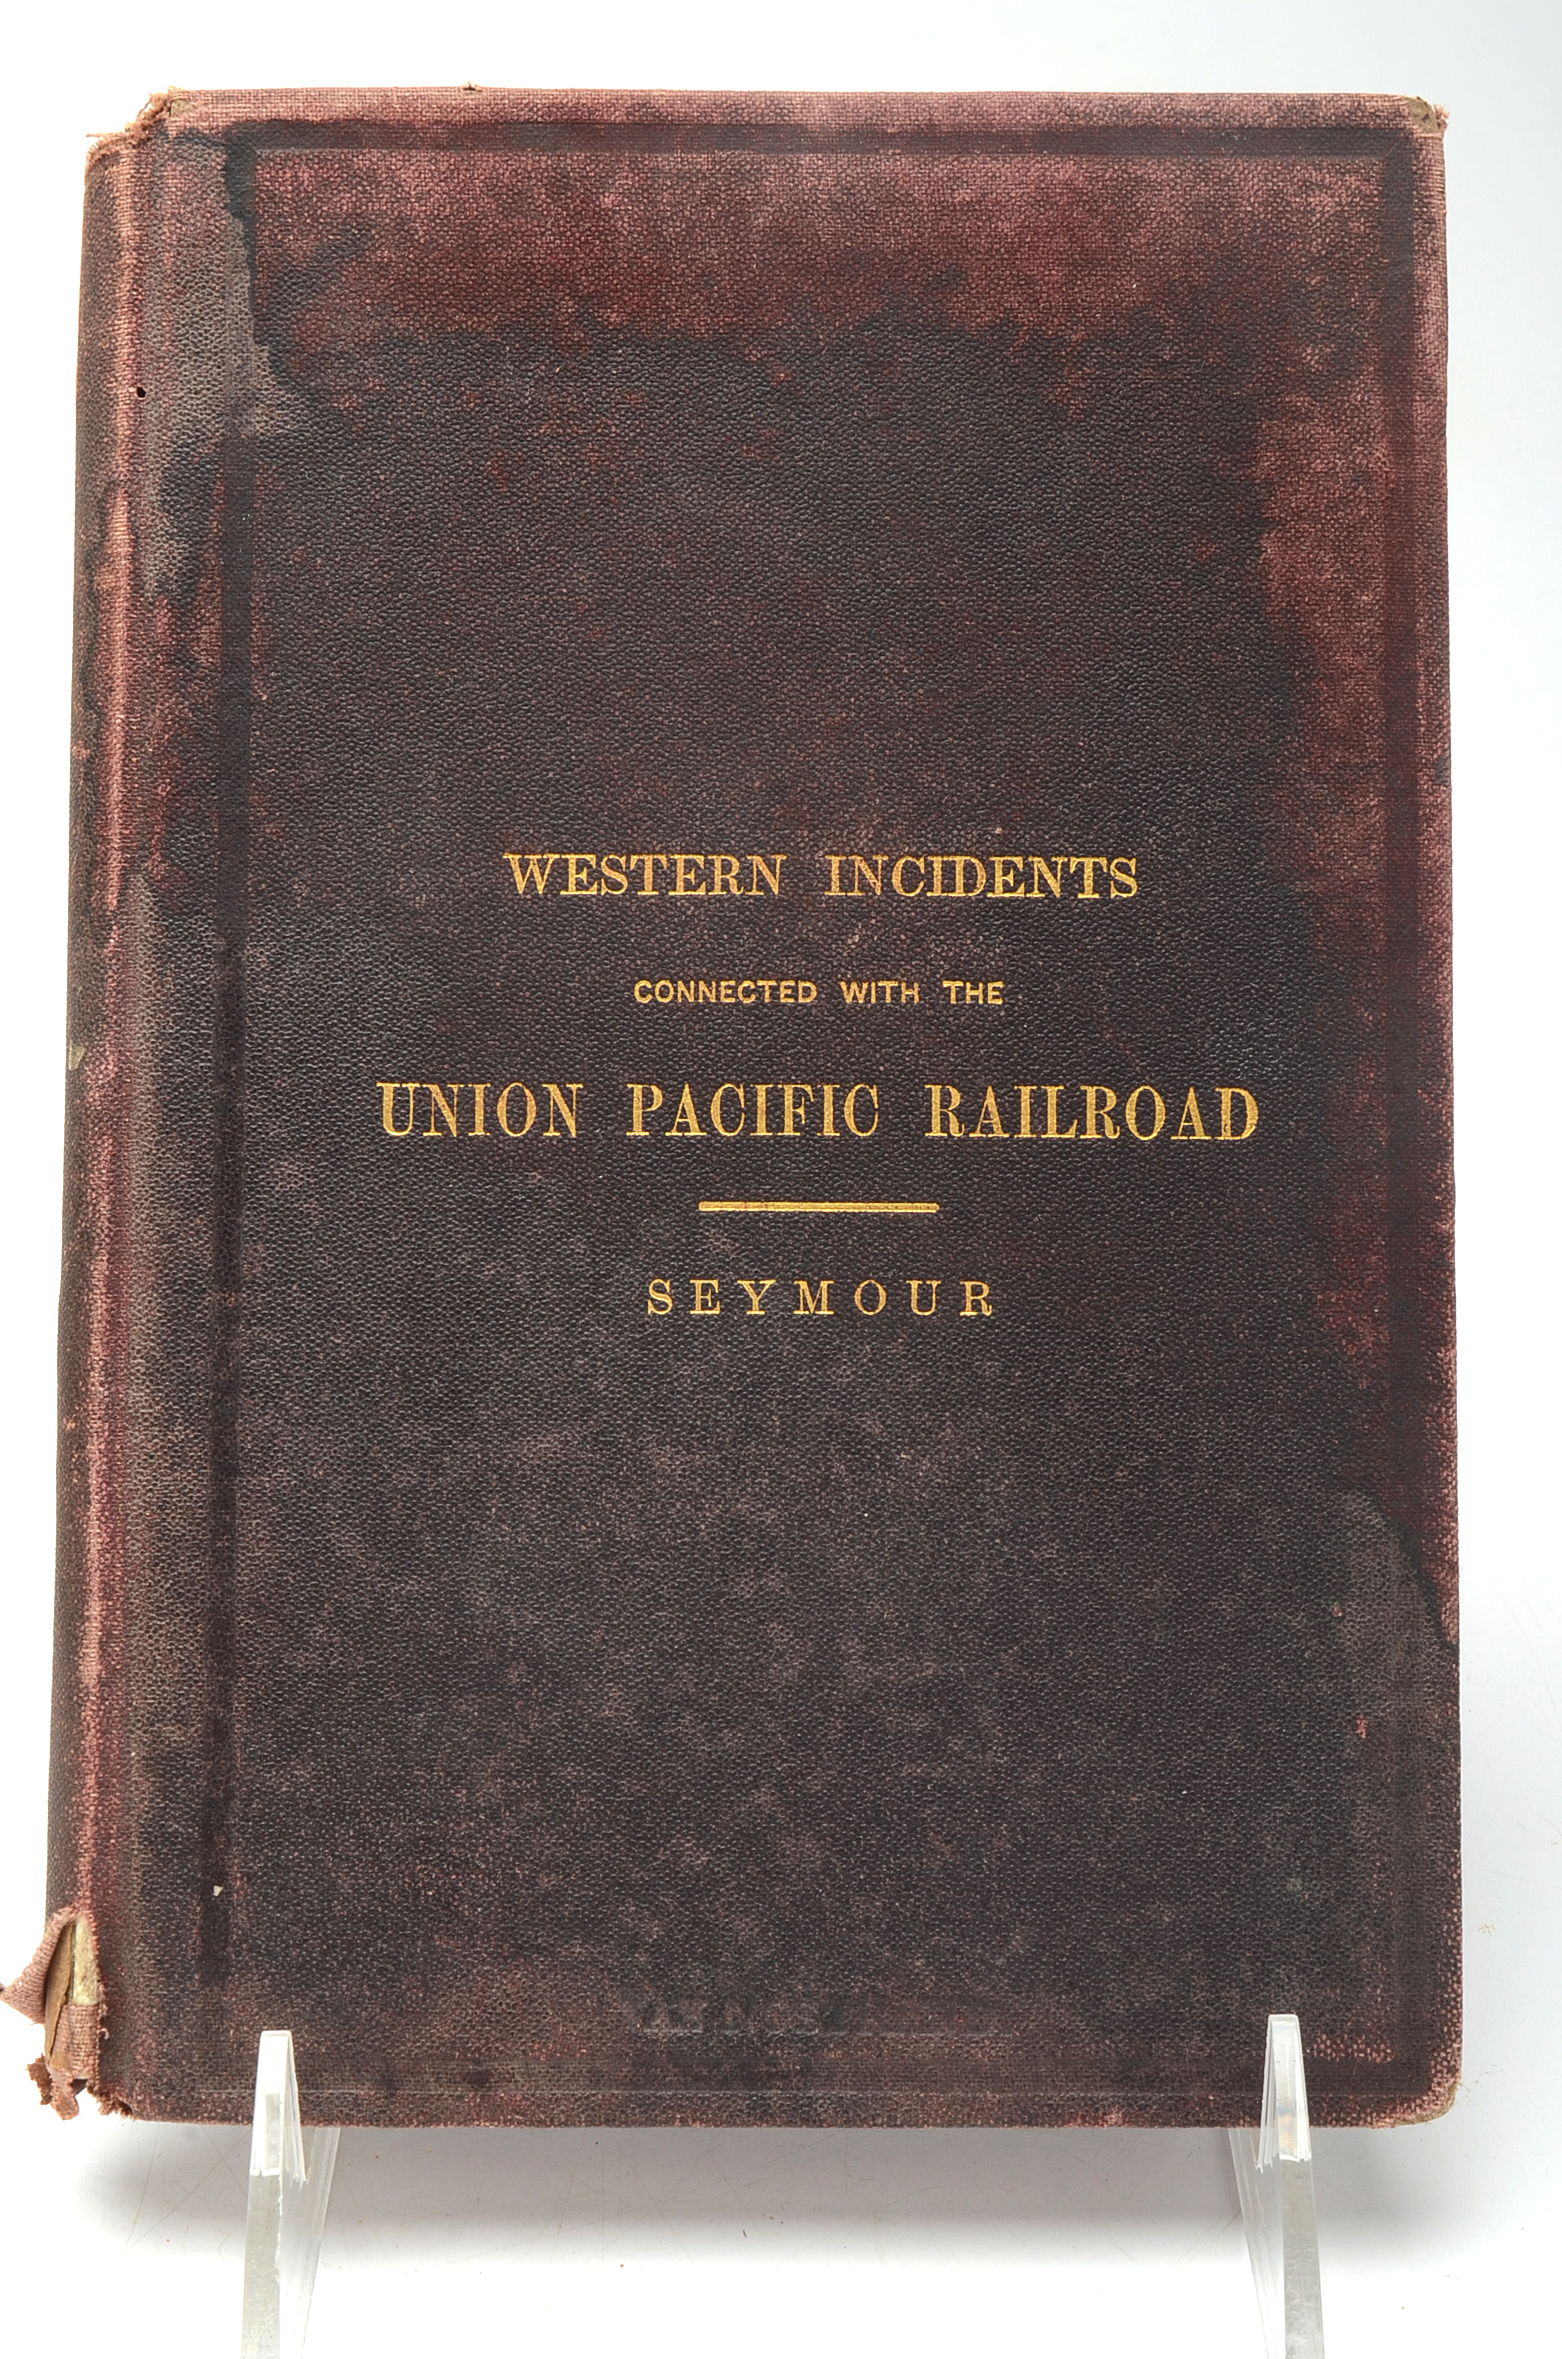 WESTERN INCIDENTS
CONNECTED WITH THE
UNION PACIFIC RAILROAD
SEYMOUR